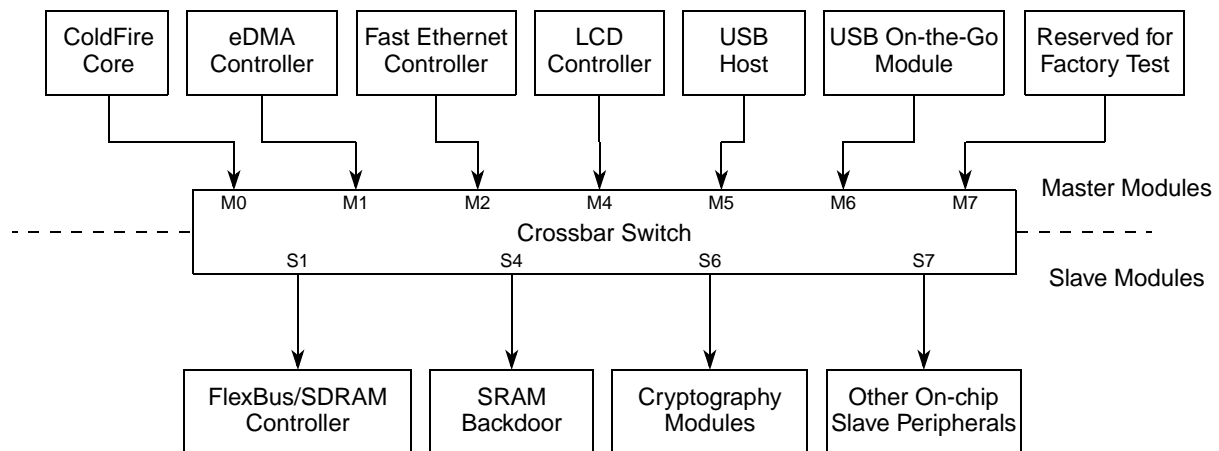 ColdFire
Core
eDMA
Controller
Fast Ethernet
Controller
LCD
Controller
USB
Host
USB On-the-Go
Module
Reserved for
Factory Test
M0
M1
M2
M4
M5
M6
M7
Master Modules
Crossbar Switch
S1
S4
S6
S7
Slave Modules
FlexBus/SDRAM
Controller
SRAM
Backdoor
Cryptography
Modules
Other On-chip
Slave Peripherals